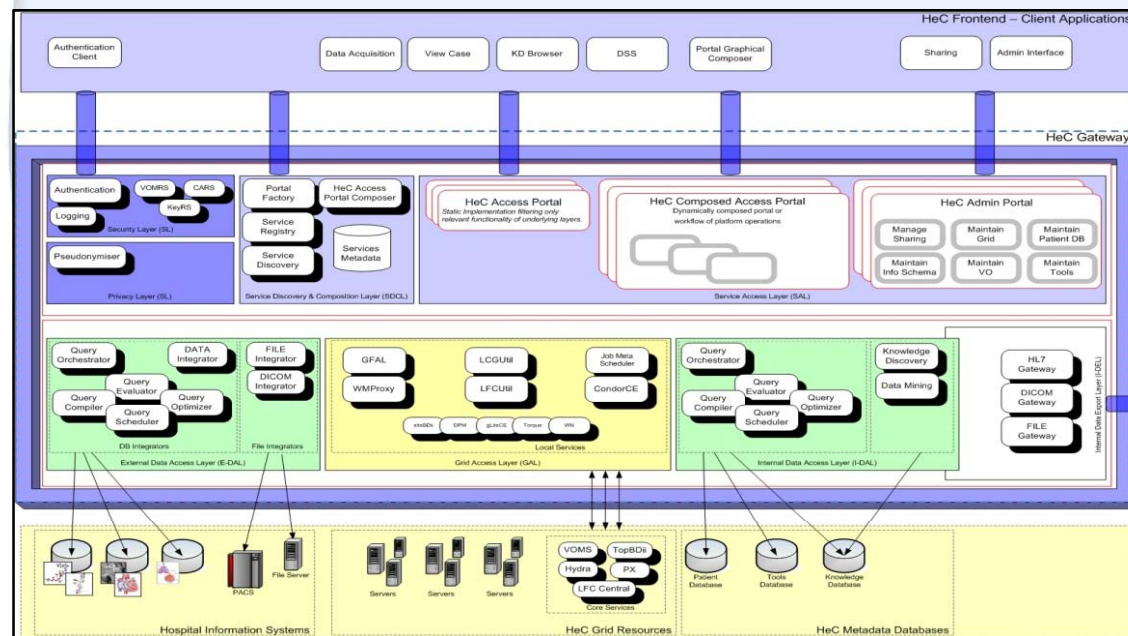 HeC Frontend – Client Applications
Authentication
Client
Data Acquisition
View Case
KD Browser
DSS
Portal Graphical
Composer
Sharing
Admin Interface
HeC Gateway
Authentication
VOMRS
CARS
KeyRS
Logging
Security Layer (SL)
Pseudonymiser
Privacy Layer (SL)
Portal
Factory
HeC Access
Portal Composer
Service
Registry
Services
Metadata
Service
Discovery
Service Discovery & Composition Layer (SDCL)
HeC Access Portal
Static Implementation filtering only
relevant functionality of underlying layers.
HeC Composed Access Portal
Dynamically composed portal or
workflow of platform operations
HeC Admin Portal
Manage
Sharing
Maintain
Grid
Maintain
Patient DB
Maintain
Info Schema
Maintain
VO
Maintain
Tools
Service Access Layer (SAL)
Query
Orchestrator
DATA
Integrator
Query
Evaluator
Query
Compiler
Query
Optimizer
Query
Scheduler
DB Integrators
FILE
Integrator
DICOM
Integrator
File Integrators
External Data Access Layer (E-DAL)
GFAL
LCGUtil
Job Meta
Scheduler
WMProxy
LFCUtil
CondorCE
siteBDii
DPM
gLiteCE
Torque
WN
Local Services
Grid Access Layer (GAL)
Query
Orchestrator
Query
Evaluator
Query
Compiler
Query
Optimizer
Query
Scheduler
Knowledge
Discovery
Data Mining
Internal Data Access Layer (I-DAL)
HL7
Gateway
DICOM
Gateway
FILE
Gateway
Internal Data Export Layer (I-DEL)
PACS
File Server
Hospital Information Systems
Servers
Servers
Servers
VOMS
TopBDii
Hydra
PX
LFC Central
Core Services
HeC Grid Resources
Patient
Database
Tools
Database
Knowledge
Database
HeC Metadata Databases